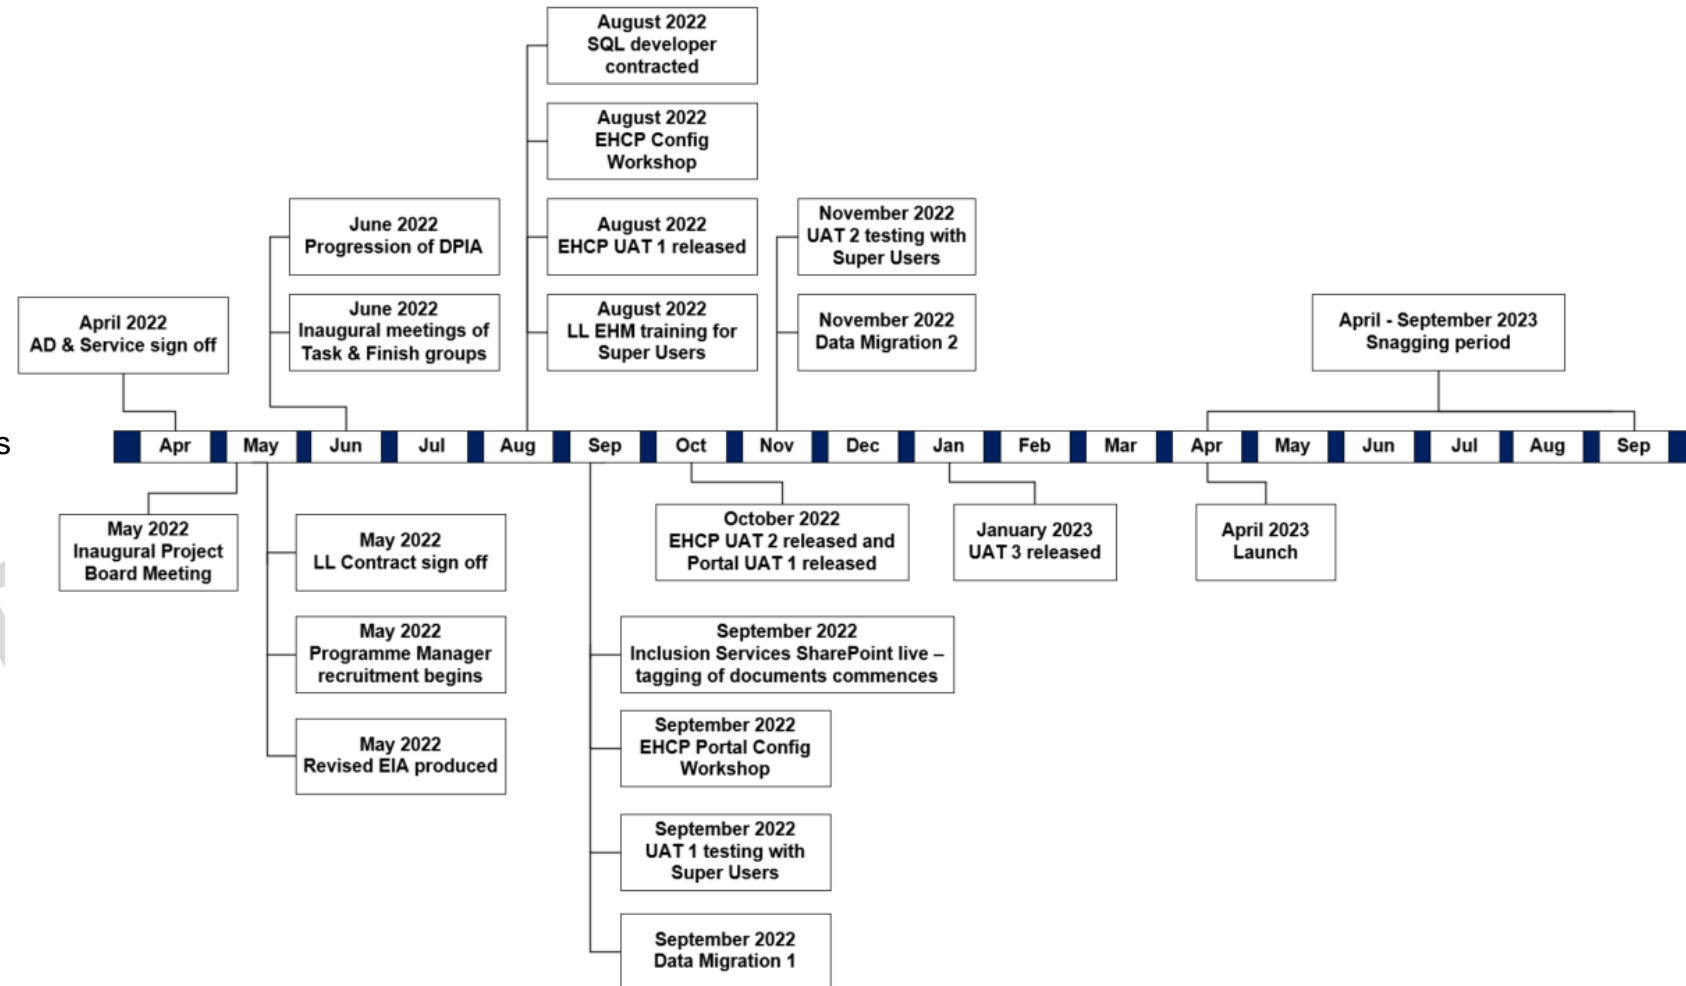 August 2022
SQL developer
contracted
August 2022
EHCP Config
Workshop
June 2022
Progression of DPIA
August 2022
EHCP UAT 1 released
November 2022
UAT 2 testing with
Super Users
April 2022
AD & Service sign off
June 2022
Inaugural meetings of
Task & Finish groups
August 2022
LL EHM training for
Super Users
November 2022
Data Migration 2
April - September 2023
Snagging period
s
Apr May Jun Jul Aug Sep Oct Nov Dec Jan Feb Mar Apr May Jun Jul Aug Sep
May 2022
Inaugural Project
Board Meeting
May 2022
LL Contract sign off
October 2022
EHCP UAT 2 released and
Portal UAT 1 released
January 2023
UAT 3 released
April 2023
Launch
May 2022
Programme Manager
recruitment begins
September 2022
Inclusion Services SharePoint live –
tagging of documents commences
May 2022
Revised EIA produced
September 2022
EHCP Portal Config
Workshop
September 2022
UAT 1 testing with
Super Users
September 2022
Data Migration 1